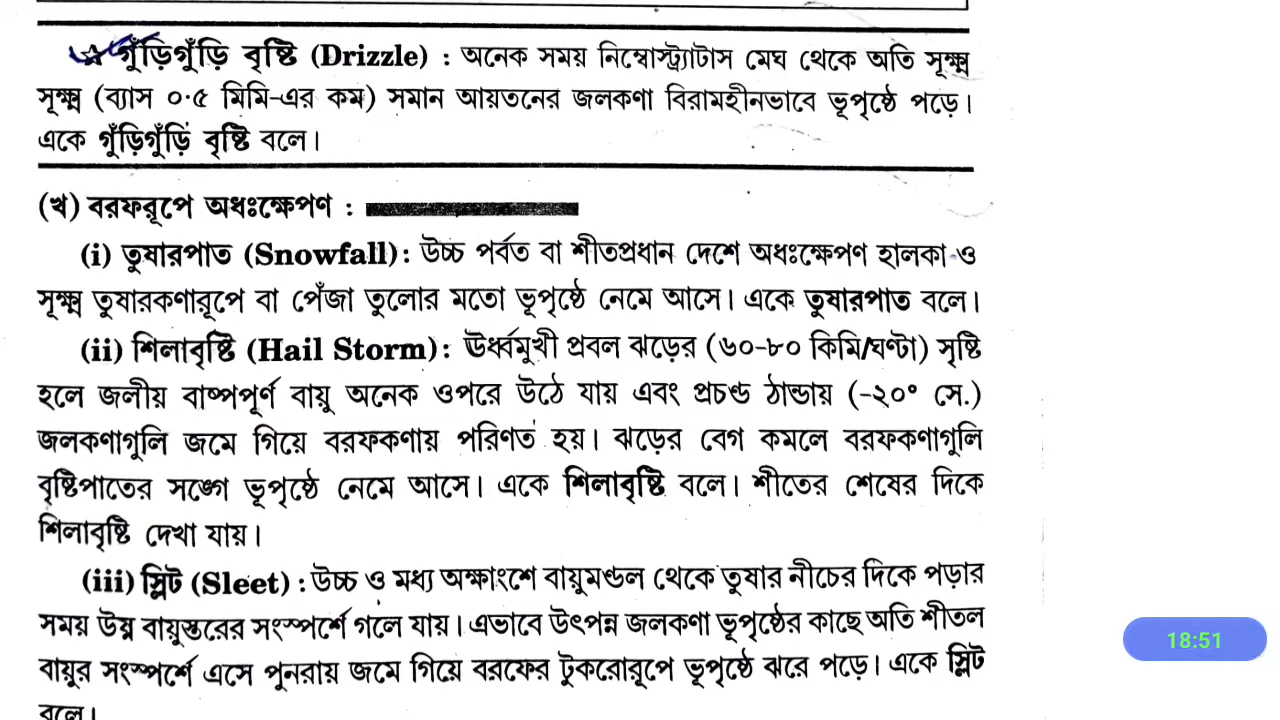 ☆ গুঁড়িগুঁড়ি বৃষ্টি (Drizzle) : অনেক সময় নিম্বোস্ট্র্যাটাস মেঘ থেকে অতি সূক্ষ্ম
সূক্ষ্ম (ব্যাস ০·৫ মিমি-এর কম) সমান আয়তনের জলকণা বিরামহীনভাবে ভূপৃষ্ঠে পড়ে।
একে গুঁড়িগুঁড়ি বৃষ্টি বলে।
(খ) বরফরূপে অধঃক্ষেপণ :
(i) তুষারপাত (Snowfall) : উচ্চ পর্বত বা শীতপ্রধান দেশে অধঃক্ষেপণ হালকা ও
সূক্ষ্ম তুষারকণারূপে বা পেঁজা তুলোর মতো ভূপৃষ্ঠে নেমে আসে। একে তুষারপাত বলে।
(ii) শিলাবৃষ্টি (Hail Storm) : ঊর্ধ্বমুখী প্রবল ঝড়ের (৬০-৮০ কিমি/ঘণ্টা) সৃষ্টি
হলে জলীয় বাষ্পপূর্ণ বায়ু অনেক ওপরে উঠে যায় এবং প্রচণ্ড ঠান্ডায় (-২০° সে.)
জলকণাগুলি জমে গিয়ে বরফকণায় পরিণত হয়। ঝড়ের বেগ কমলে বরফকণাগুলি
বৃষ্টিপাতের সঙ্গে ভূপৃষ্ঠে নেমে আসে। একে শিলাবৃষ্টি বলে। শীতের শেষের দিকে
শিলাবৃষ্টি দেখা যায়।
(iii) স্লিট (Sleet) : উচ্চ ও মধ্য অক্ষাংশে বায়ুমণ্ডল থেকে তুষার নীচের দিকে পড়ার
সময় উষ্ণ বায়ুস্তরের সংস্পর্শে গলে যায়। এভাবে উৎপন্ন জলকণা ভূপৃষ্ঠের কাছে অতি শীতল
বায়ুর সংস্পর্শে এসে পুনরায় জমে গিয়ে বরফের টুকরোরূপে ভূপৃষ্ঠে ঝরে পড়ে। একে স্লিট
বলে।
18:51